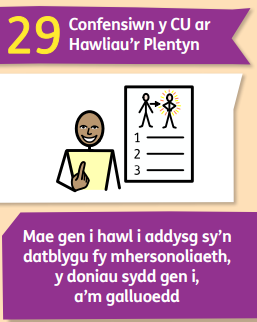 29
Confensiwn y CU ar
Hawliau'r Plentyn
1
2
3
Mae gen i hawl i addysg sy'n
datblygu fy mhersonoliaeth,
y doniau sydd gen i,
a'm galluoedd